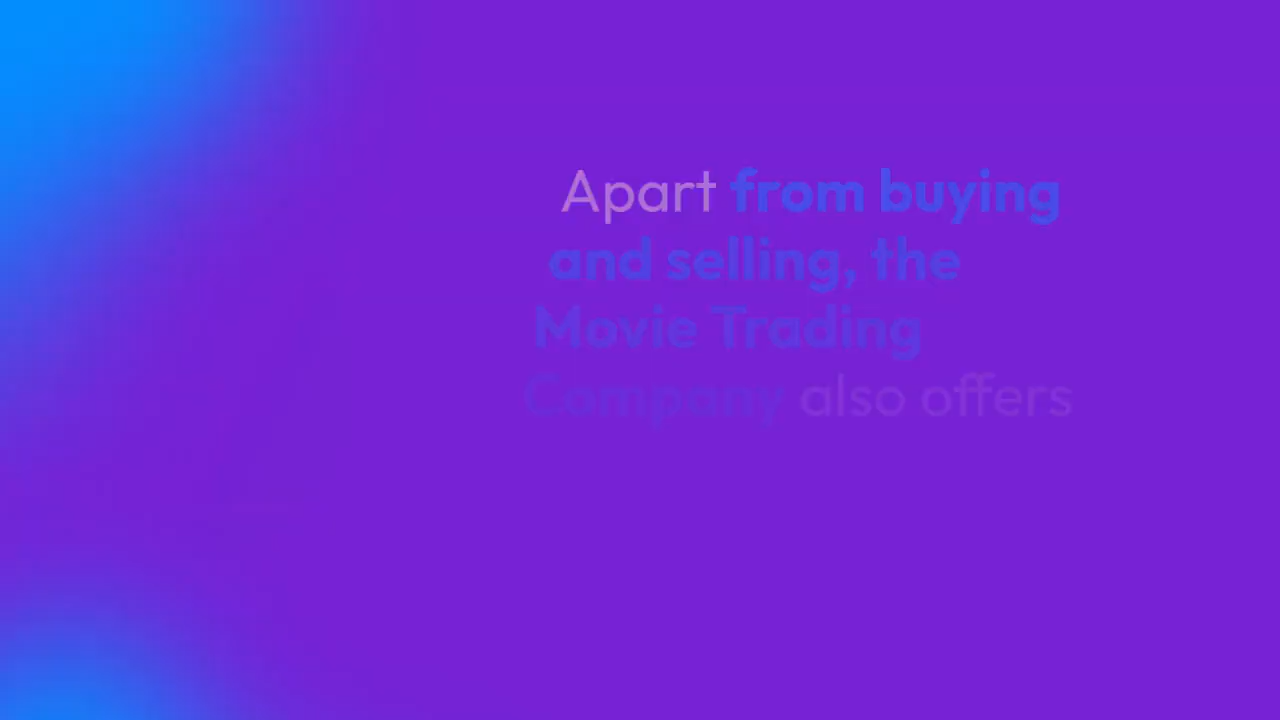 Apart from buying
and selling, the
Movie Trading
Company also offers